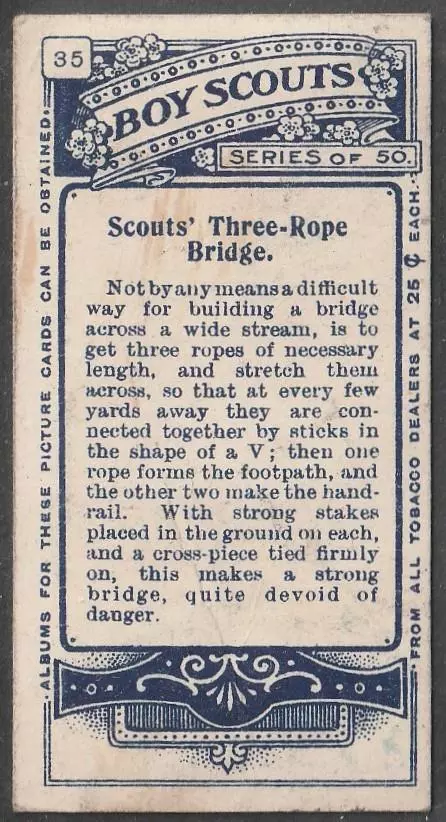 35
BOY SCOUTS
SERIES OF 50.
Scouts' Three-Rope
Bridge.
Not by any means a difficult
way for building a bridge
across a wide stream, is to
get three ropes of necessary
length, and stretch them
across, so that at every few
yards away they are con-
nected together by sticks in
the shape of a V; then one
rope forms the footpath, and
the other two make the hand-
rail. With strong stakes
placed in the ground on each,
and a cross-piece tied firmly
on, this makes a strong
bridge, quite devoid of
danger.
·ALBUMS FOR THESE PICTURE CARDS CAN BE OBTAINED·
·FROM ALL TOBACCO DEALERS AT 25 ¢ EACH.·